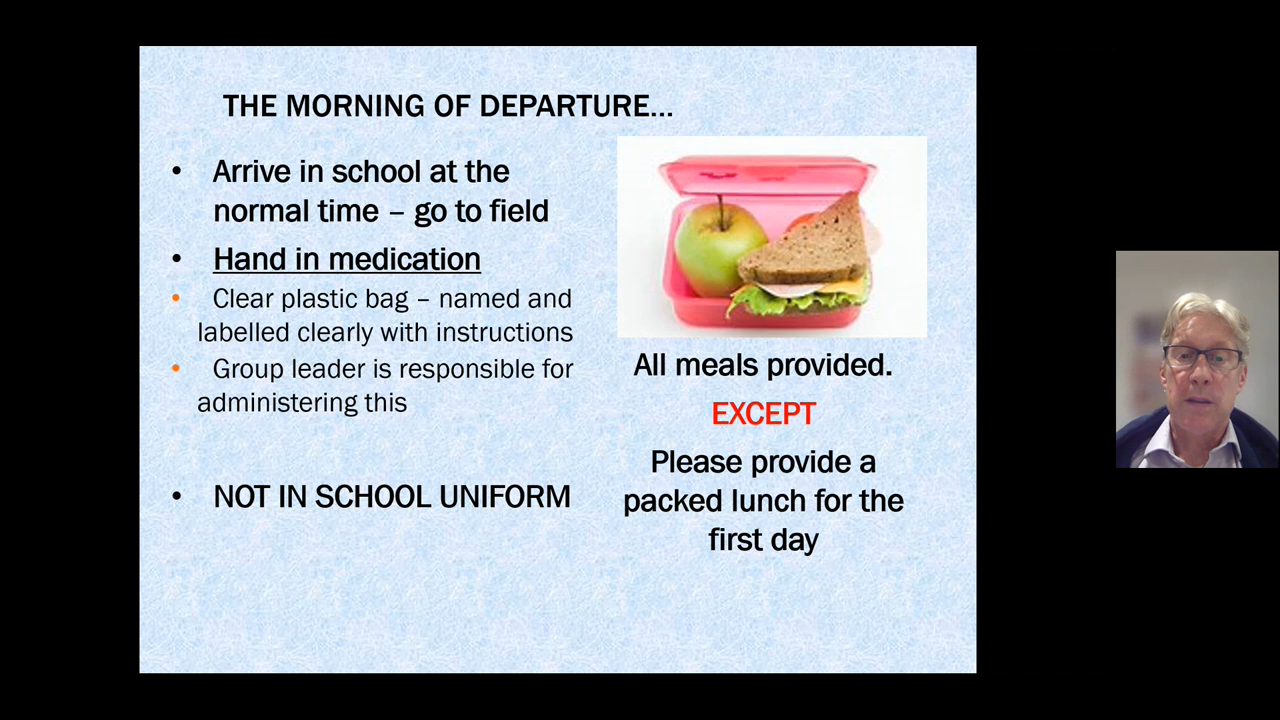 THE MORNING OF DEPARTURE...
• Arrive in school at the
normal time – go to field
• Hand in medication
• Clear plastic bag – named and
labelled clearly with instructions
• Group leader is responsible for
administering this
• NOT IN SCHOOL UNIFORM
All meals provided.
EXCEPT
Please provide a
packed lunch for the
first day